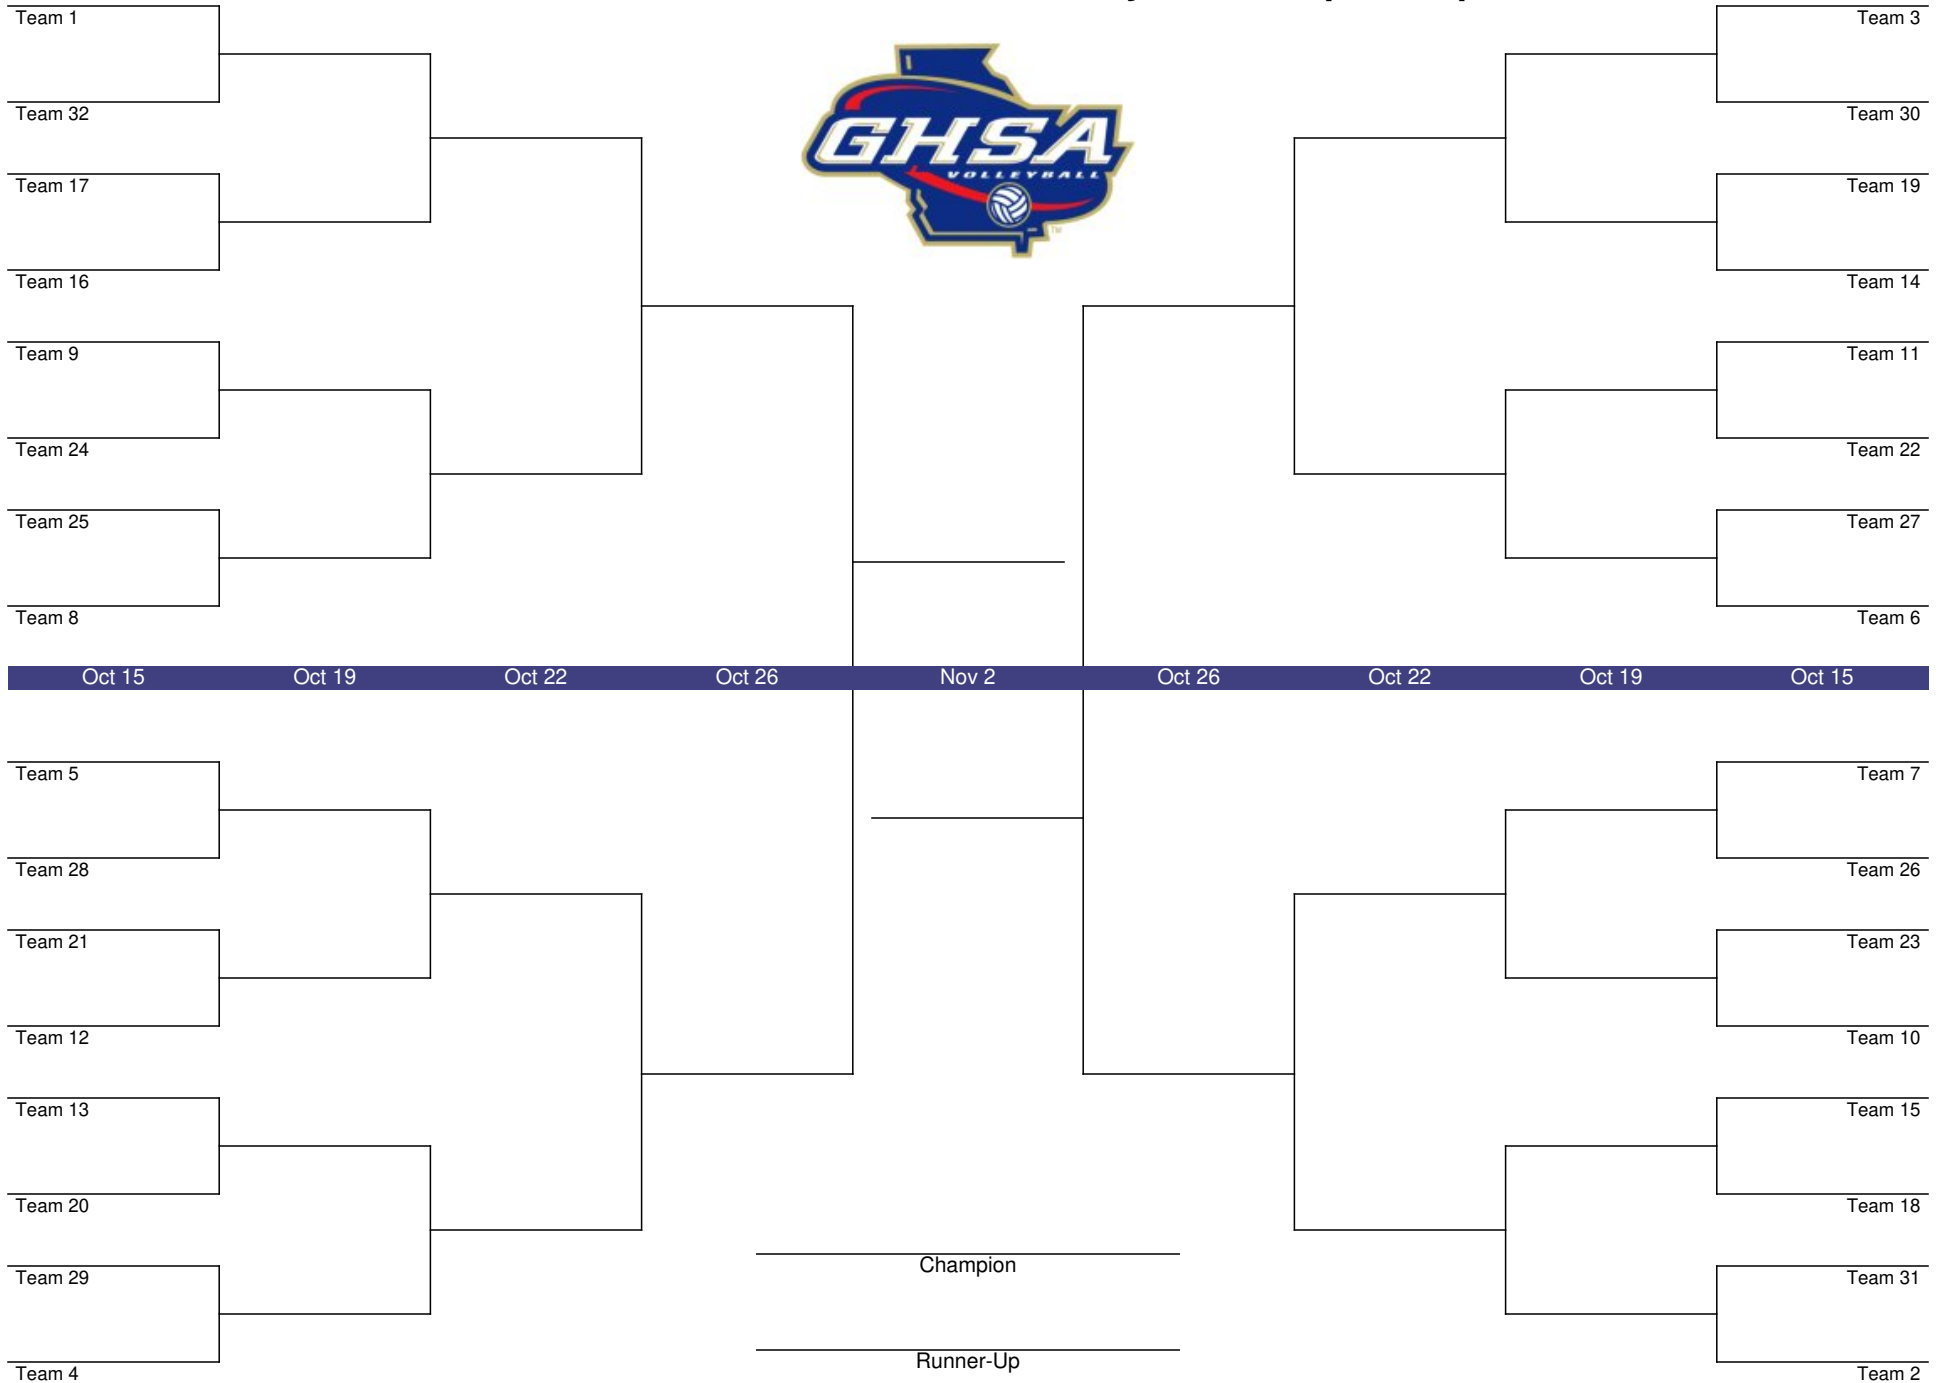 Team 1
Team 32
Team 17
Team 16
Team 9
Team 24
Team 25
Team 8
GHSA
VOLLEYBALL
TM
Team 3
Team 30
Team 19
Team 14
Team 11
Team 22
Team 27
Team 6
Oct 15 Oct 19 Oct 22 Oct 26 Nov 2 Oct 26 Oct 22 Oct 19 Oct 15
Team 5
Team 28
Team 21
Team 12
Team 13
Team 20
Team 29
Team 4
Champion
Runner-Up
Team 7
Team 26
Team 23
Team 10
Team 15
Team 18
Team 31
Team 2